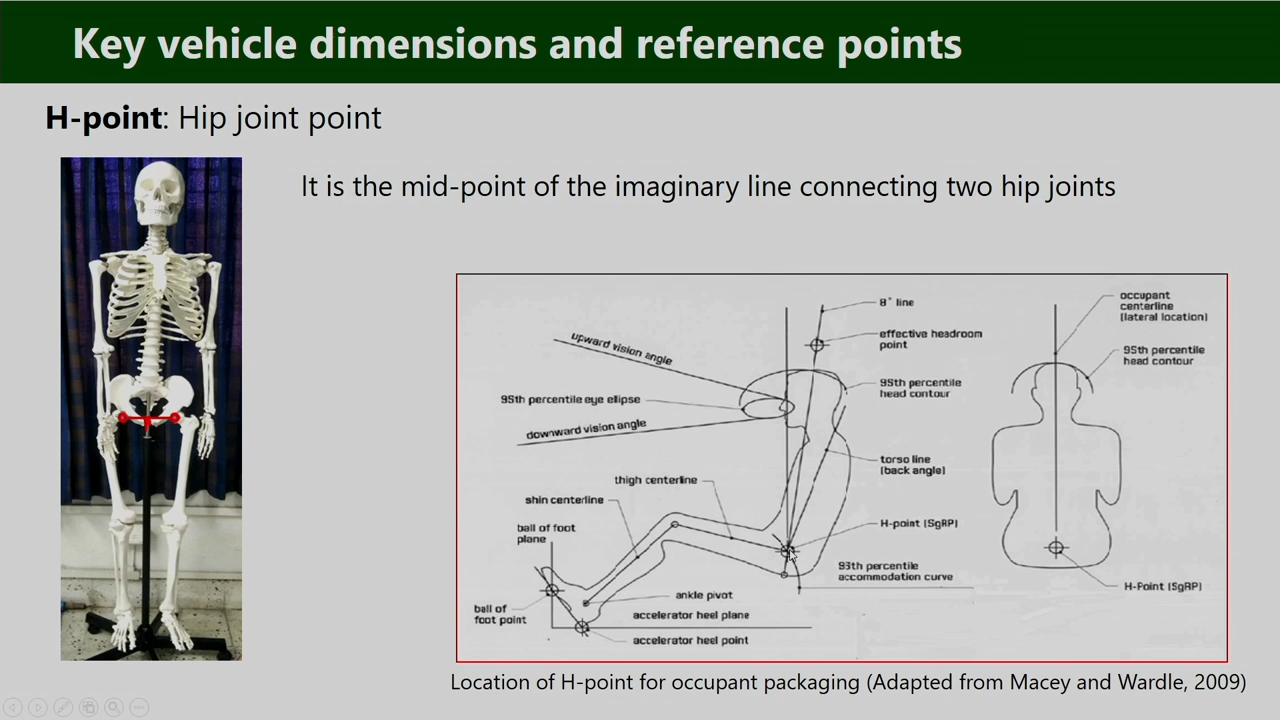 Key vehicle dimensions and reference points
H-point: Hip joint point
It is the mid-point of the imaginary line connecting two hip joints
8° line
effective headroom
point
upward vision angle
95th percentile eye ellipse
downward vision angle
95th percentile
head contour
torso line
(back angle)
thigh centerline
shin centerline
ball of foot
plane
H-point (SgRP)
93th percentile
accommodation curve
ankle pivot
ball of
foot point
accelerator heel plane
accelerator heel point
occupant
centerline
(lateral location)
95th percentile
head contour
H-Point (SgRP)
Location of H-point for occupant packaging (Adapted from Macey and Wardle, 2009)